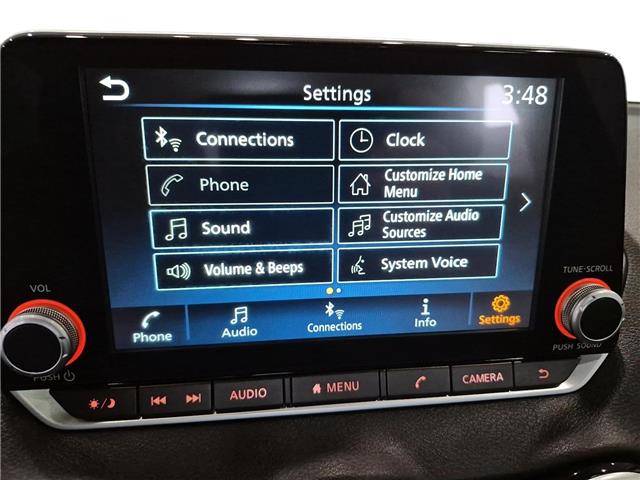 Settings
3:48
Connections
Clock
Phone
Customize Home
Menu
Sound
Customize Audio
Sources
Volume & Beeps
System Voice
Phone
Audio
Connections
Info
Settings
VOL
PUSH
TUNE·SCROLL
PUSH SOUND
AUDIO
MENU
CAMERA